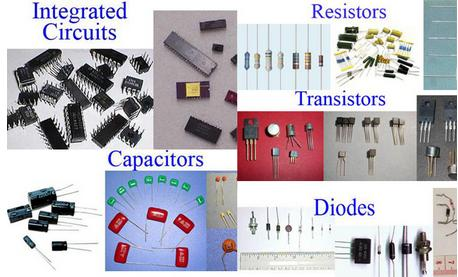 Integrated
Circuits
Resistors
Transistors
Capacitors
Diodes